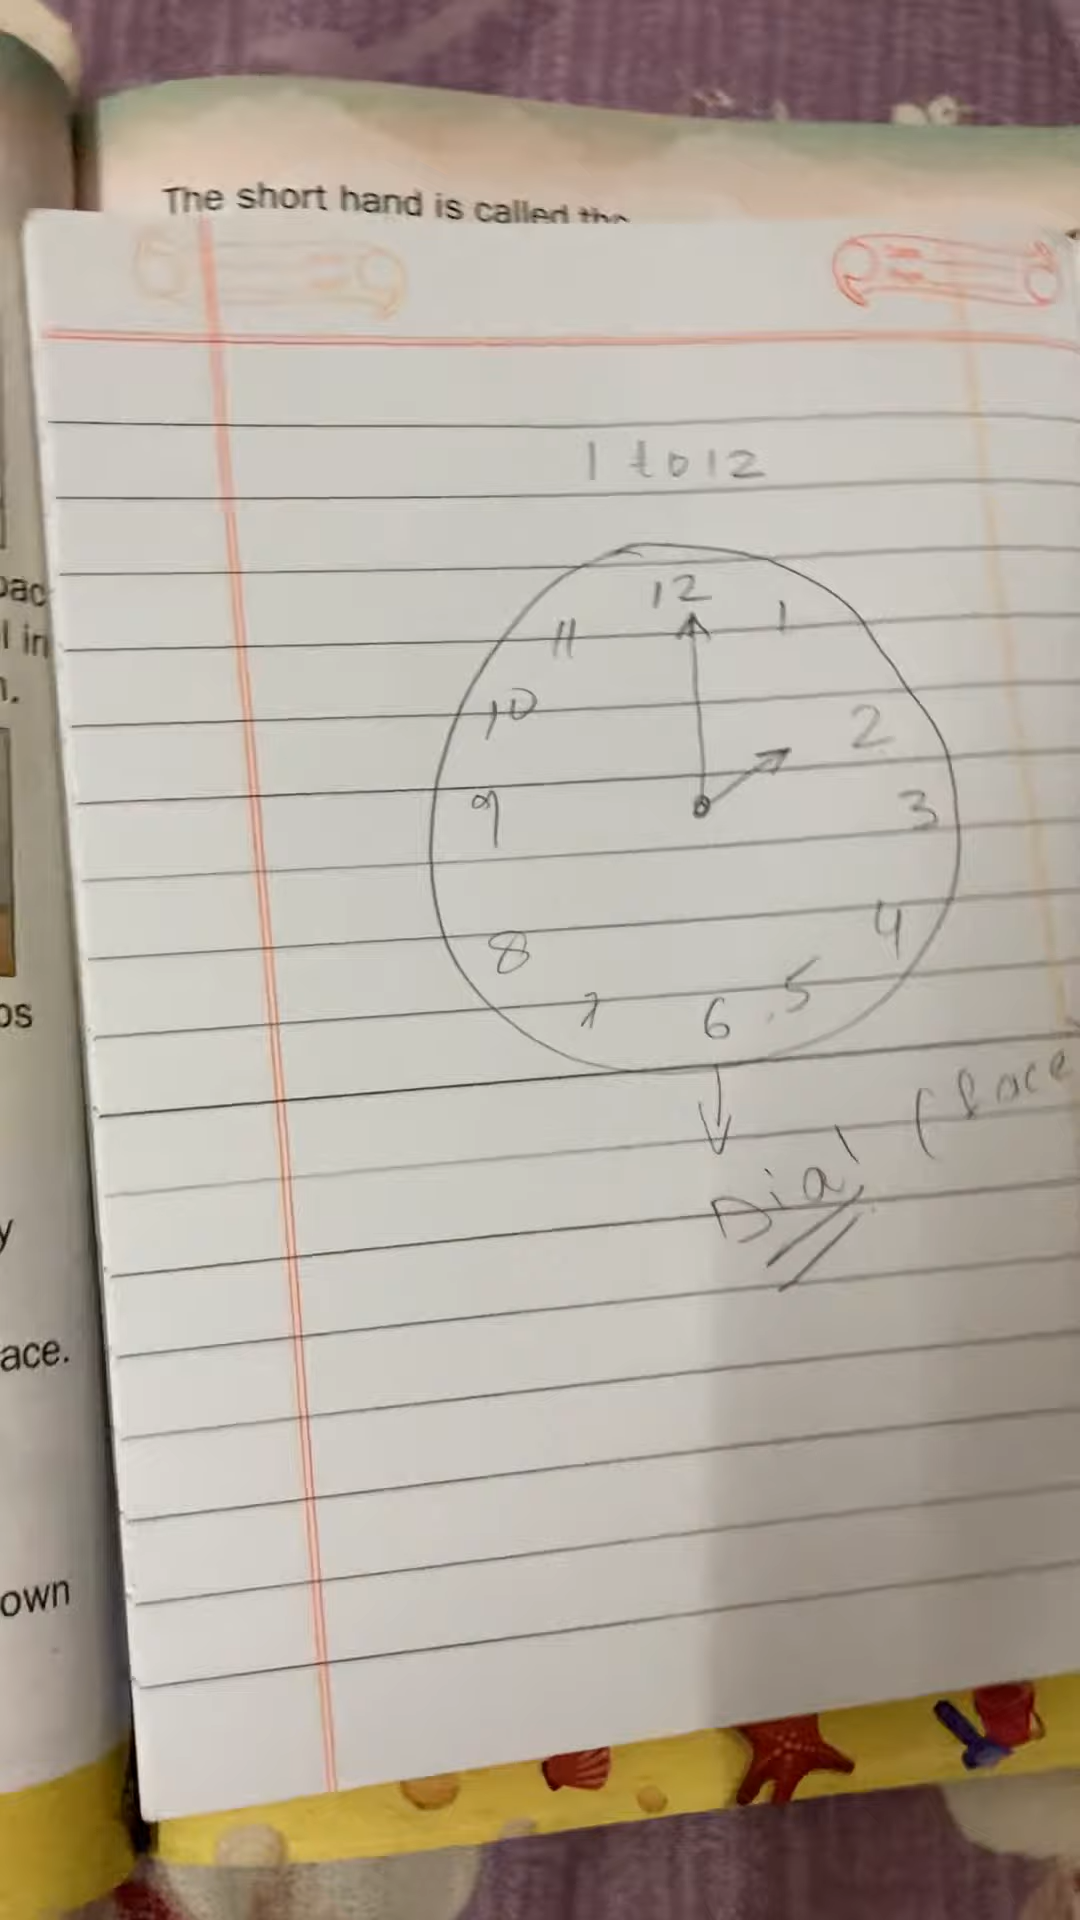 The short hand is called the
1 to 12
12
11
1
10
2
9
3
8
4
7
6
5
Dial (face
l in
os
y
ace.
own